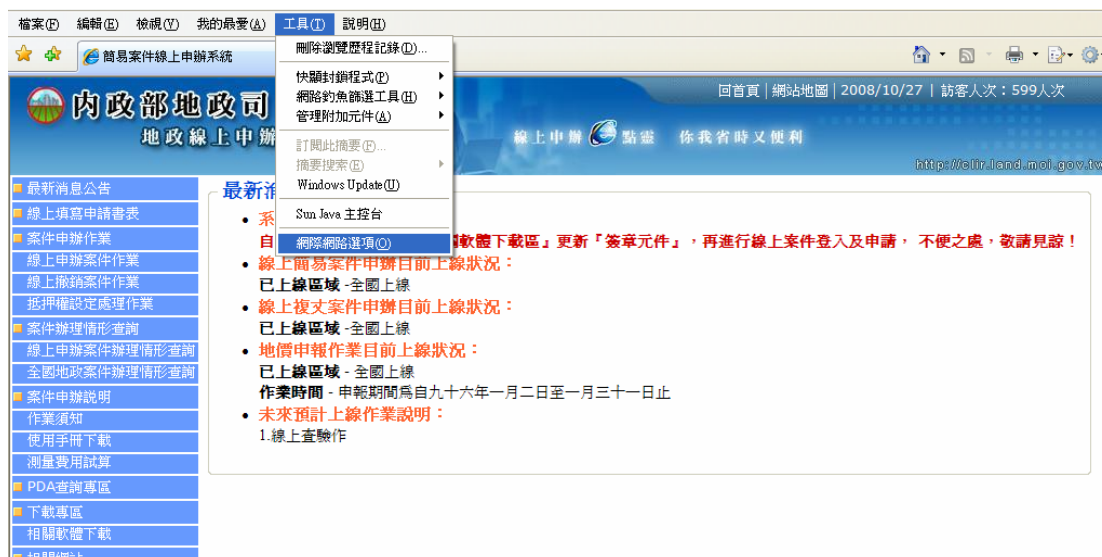 檔案(F) 編輯(E) 檢視(V) 我的最愛(A) 工具(T) 說明(H)
簡易案件線上申辦系統
刪除瀏覽歷程記錄(D)...
快顯封鎖程式(P)
網路釣魚篩選工具(H)
管理附加元件(A)
訂閱此摘要(F)...
摘要搜索(E)
Windows Update(U)
Sun Java 主控台
網際網路選項(O)
內政部地政司
地政線上申辦
回首頁 | 網站地圖 | 2008/10/27 | 訪客人次：599人次
線上申辦 e 點靈 你我省時又便利
http://clir.land.moi.gov.tw
最新消息公告
線上填寫申請書表
案件申辦作業
線上申辦案件作業
線上撤銷案件作業
抵押權設定處理作業
案件辦理情形查詢
線上申辦案件辦理情形查詢
全國地政案件辦理情形查詢
案件申辦說明
作業須知
使用手冊下載
測量費用試算
PDA查詢專區
下載專區
相關軟體下載
相關網站
最新消
系
自
軟體下載區』更新『簽章元件』，再進行線上案件登入及申請， 不便之處，敬請見諒！
線上簡易案件申辦目前上線狀況：
已上線區域 -全國上線
線上複丈案件申辦目前上線狀況：
已上線區域 -全國上線
地價申報作業目前上線狀況：
已上線區域 - 全國上線
作業時間 - 申報期間為自九十六年一月二日至一月三十一日止
未來預計上線作業說明：
1.線上查驗作